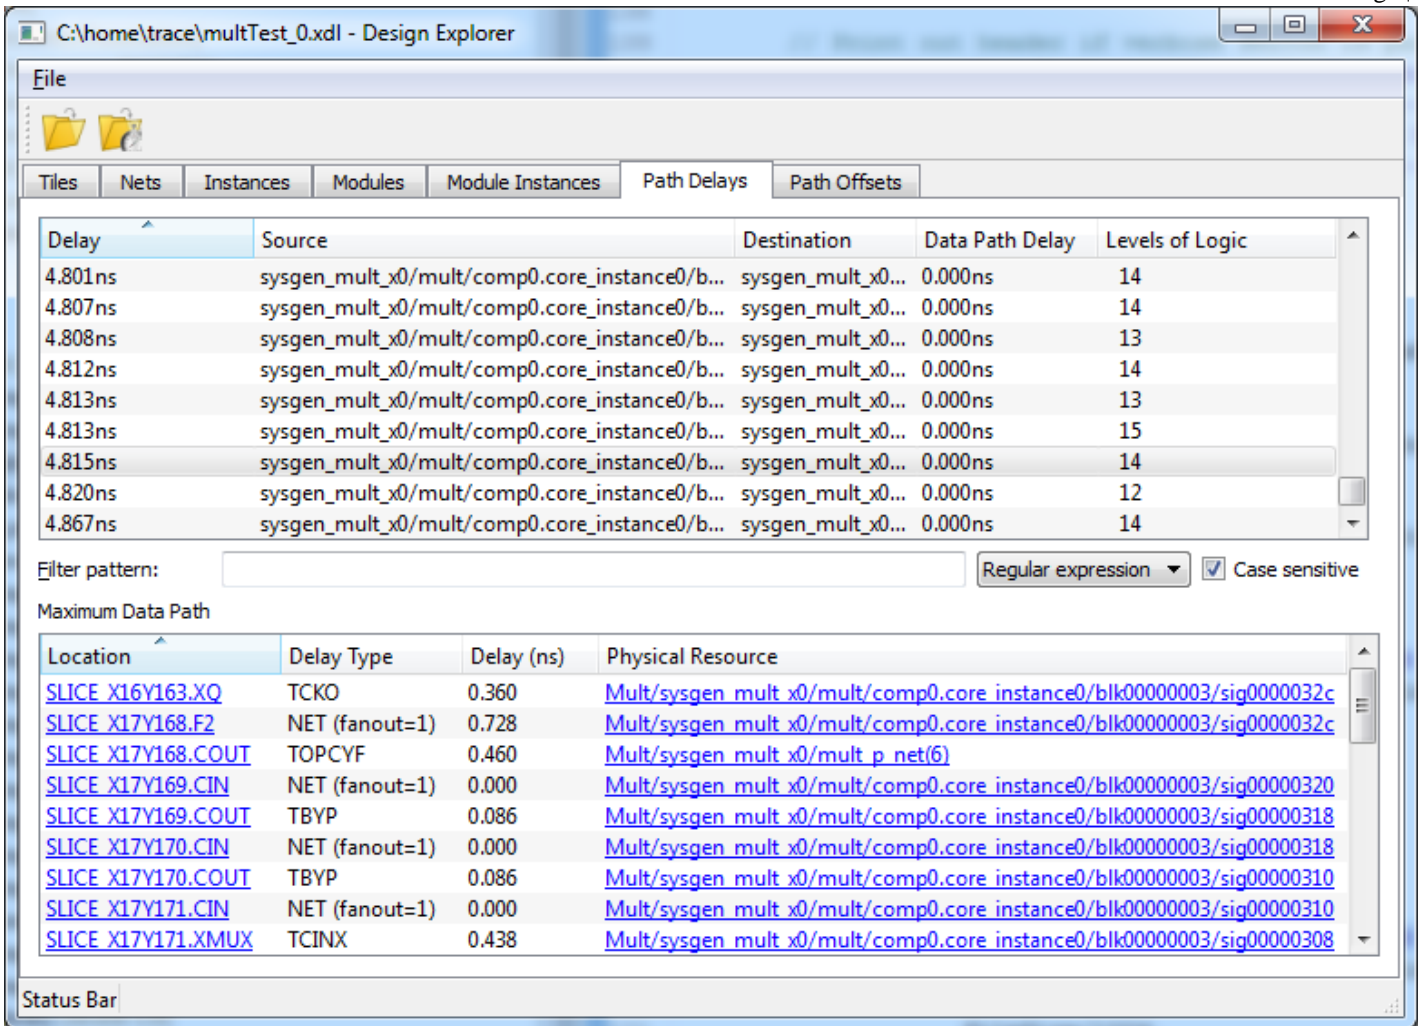 C:\home\trace\multTest_0.xdl - Design Explorer
File
Tiles Nets Instances Modules Module Instances Path Delays Path Offsets
Delay Source Destination Data Path Delay Levels of Logic
4.801ns sysgen_mult_x0/mult/comp0.core_instance0/b... sysgen_mult_x0... 0.000ns 14
4.807ns sysgen_mult_x0/mult/comp0.core_instance0/b... sysgen_mult_x0... 0.000ns 14
4.808ns sysgen_mult_x0/mult/comp0.core_instance0/b... sysgen_mult_x0... 0.000ns 13
4.812ns sysgen_mult_x0/mult/comp0.core_instance0/b... sysgen_mult_x0... 0.000ns 14
4.813ns sysgen_mult_x0/mult/comp0.core_instance0/b... sysgen_mult_x0... 0.000ns 13
4.813ns sysgen_mult_x0/mult/comp0.core_instance0/b... sysgen_mult_x0... 0.000ns 15
4.815ns sysgen_mult_x0/mult/comp0.core_instance0/b... sysgen_mult_x0... 0.000ns 14
4.820ns sysgen_mult_x0/mult/comp0.core_instance0/b... sysgen_mult_x0... 0.000ns 12
4.867ns sysgen_mult_x0/mult/comp0.core_instance0/b... sysgen_mult_x0... 0.000ns 14
Filter pattern: Regular expression Case sensitive
Maximum Data Path
Location Delay Type Delay (ns) Physical Resource
SLICE_X16Y163.XQ TCKO 0.360 Mult/sysgen_mult_x0/mult/comp0.core_instance0/blk00000003/sig0000032c
SLICE_X17Y168.F2 NET (fanout=1) 0.728 Mult/sysgen_mult_x0/mult/comp0.core_instance0/blk00000003/sig0000032c
SLICE_X17Y168.COUT TOPCYF 0.460 Mult/sysgen_mult_x0/mult_p_net(6)
SLICE_X17Y169.CIN NET (fanout=1) 0.000 Mult/sysgen_mult_x0/mult/comp0.core_instance0/blk00000003/sig00000320
SLICE_X17Y169.COUT TBYP 0.086 Mult/sysgen_mult_x0/mult/comp0.core_instance0/blk00000003/sig00000318
SLICE_X17Y170.CIN NET (fanout=1) 0.000 Mult/sysgen_mult_x0/mult/comp0.core_instance0/blk00000003/sig00000318
SLICE_X17Y170.COUT TBYP 0.086 Mult/sysgen_mult_x0/mult/comp0.core_instance0/blk00000003/sig00000310
SLICE_X17Y171.CIN NET (fanout=1) 0.000 Mult/sysgen_mult_x0/mult/comp0.core_instance0/blk00000003/sig00000310
SLICE_X17Y171.XMUX TCINX 0.438 Mult/sysgen_mult_x0/mult/comp0.core_instance0/blk00000003/sig00000308
Status Bar